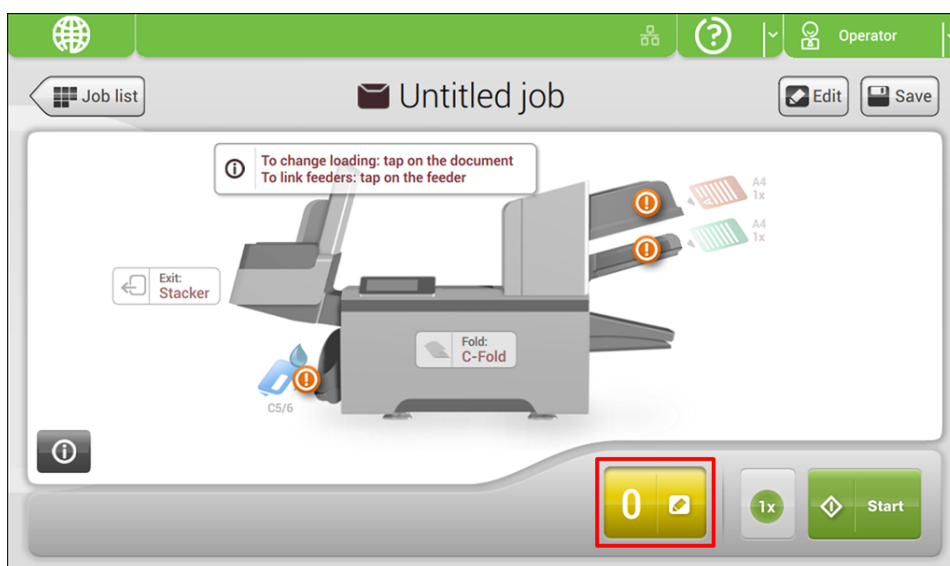 Operator
Job list
Untitled job
Edit
Save
To change loading: tap on the document
To link feeders: tap on the feeder
A4
1x
A4
1x
Exit:
Stacker
Fold:
C-Fold
C5/6
0
1x
Start